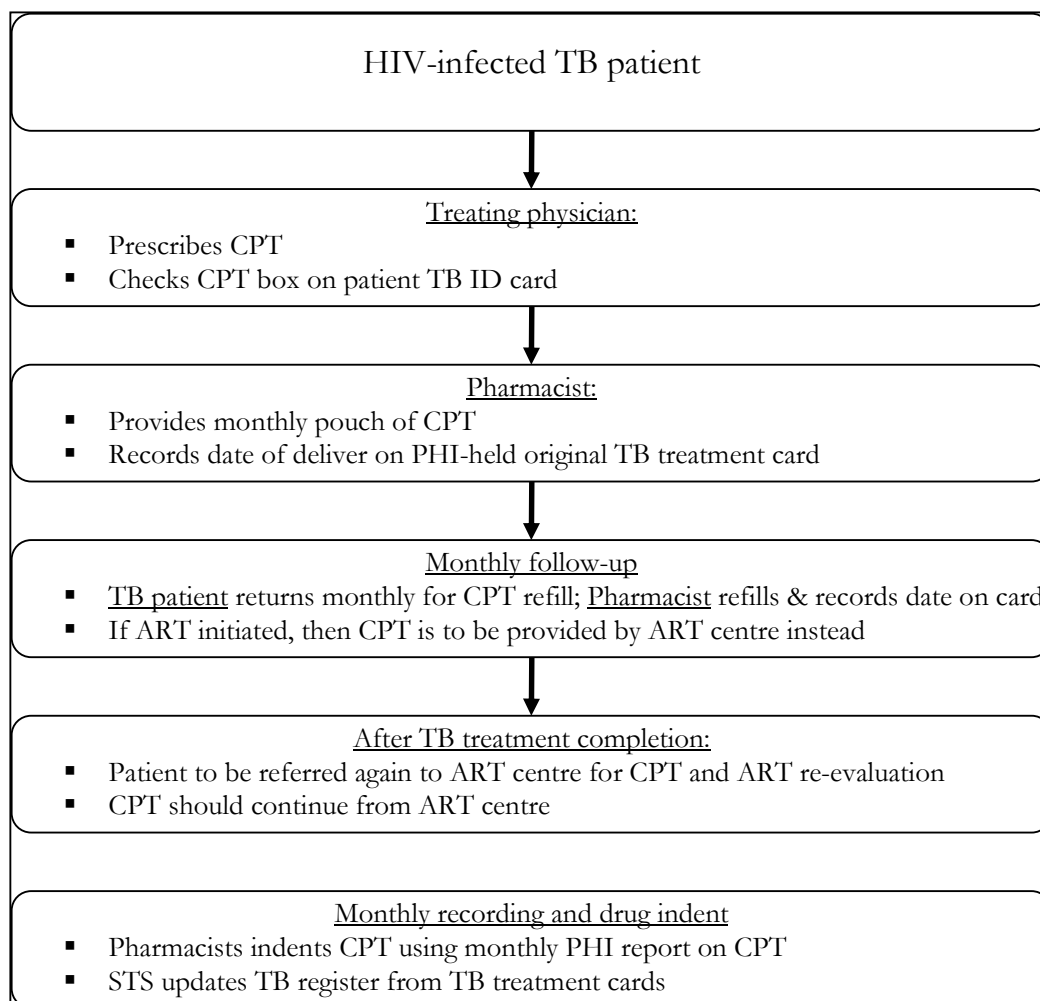 HIV-infected TB patient
Treating physician:
▪ Prescribes CPT
▪ Checks CPT box on patient TB ID card
Pharmacist:
▪ Provides monthly pouch of CPT
▪ Records date of deliver on PHI-held original TB treatment card
Monthly follow-up
▪ TB patient returns monthly for CPT refill; Pharmacist refills & records date on card
▪ If ART initiated, then CPT is to be provided by ART centre instead
After TB treatment completion:
▪ Patient to be referred again to ART centre for CPT and ART re-evaluation
▪ CPT should continue from ART centre
Monthly recording and drug indent
▪ Pharmacists indents CPT using monthly PHI report on CPT
▪ STS updates TB register from TB treatment cards